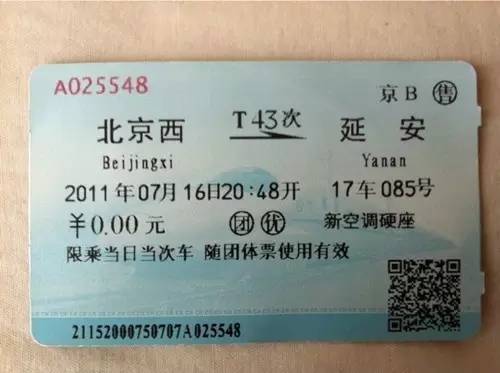 A025548 京B 售
北京西 T43次 延安
Beijingxi Yanan
2011年07月16日20:48开 17车085号
¥0.00元 团 优 新空调硬座
限乘当日当次车 随团体票使用有效
21152000750707A025548